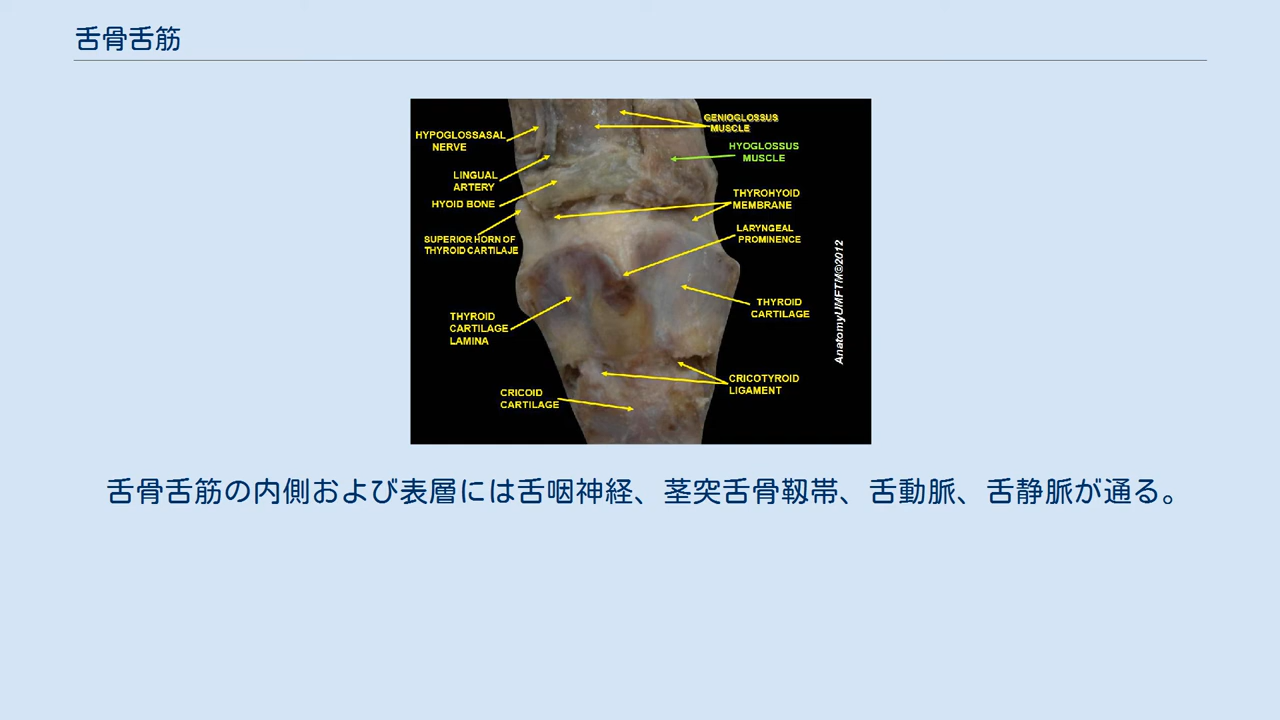 舌骨舌筋
HYPOGLOSSASAL
NERVE
LINGUAL
ARTERY
HYOID BONE
SUPERIOR HORN OF
THYROID CARTILAJE
THYROID
CARTILAGE
LAMINA
CRICOID
CARTILAGE
GENIOGLOSSUS
MUSCLE
HYOGLOSSUS
MUSCLE
THYROHYOID
MEMBRANE
LARYNGEAL
PROMINENCE
THYROID
CARTILAGE
CRICOTYROID
LIGAMENT
AnatomyUMFTM©2012
舌骨舌筋の内側および表層には舌咽神経、茎突舌骨靱帯、舌動脈、舌静脈が通る。